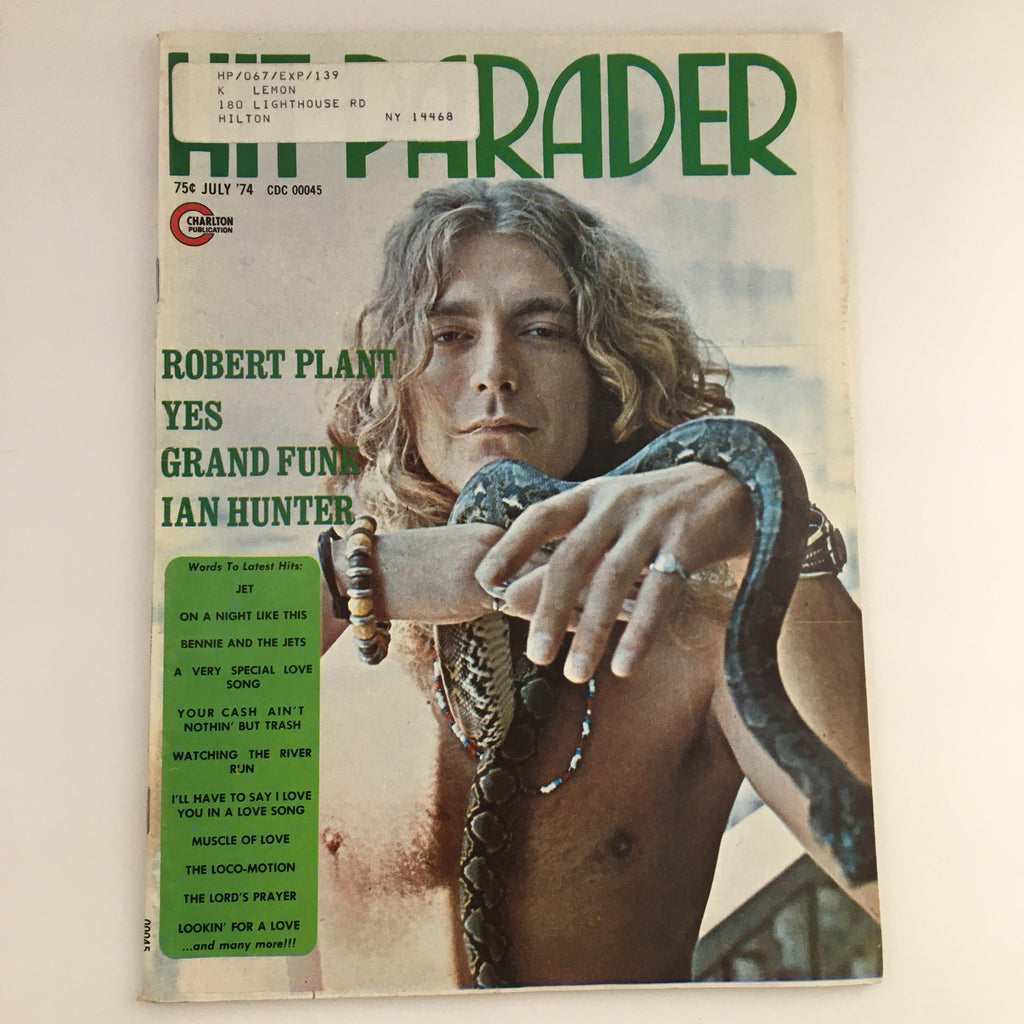 HP/067/EXP/139
K LEMON
180 LIGHTHOUSE RD
HILTON NY 14468
HIT PARADER
75¢ JULY '74 CDC 00045
CHARLTON
PUBLICATION
ROBERT PLANT
YES
GRAND FUNK
IAN HUNTER
Words To Latest Hits:
JET
ON A NIGHT LIKE THIS
BENNIE AND THE JETS
A VERY SPECIAL LOVE
SONG
YOUR CASH AIN'T
NOTHIN' BUT TRASH
WATCHING THE RIVER
RUN
I'LL HAVE TO SAY I LOVE
YOU IN A LOVE SONG
MUSCLE OF LOVE
THE LOCO-MOTION
THE LORD'S PRAYER
LOOKIN' FOR A LOVE
...and many more!!!
00045